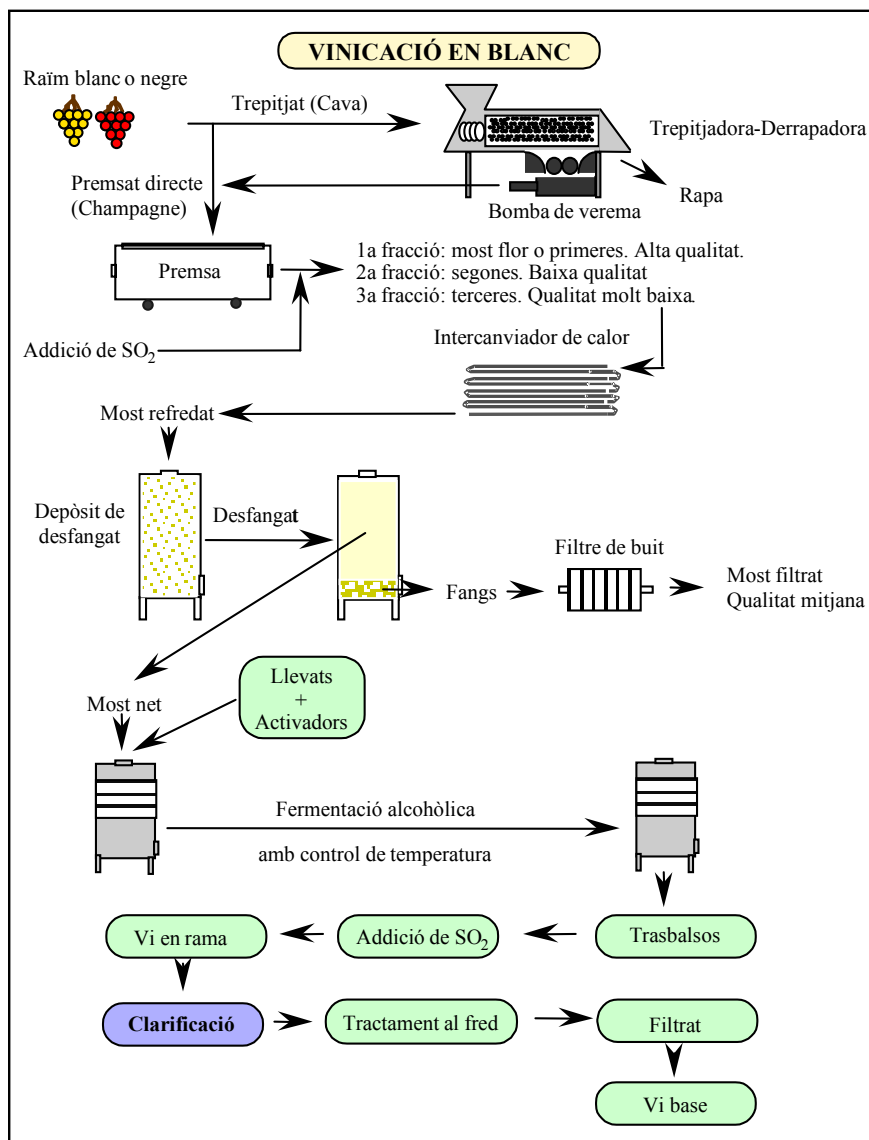 VINICACIÓ EN BLANC
Raïm blanc o negre
Trepitjat (Cava)
Trepitjadora-Derrapadora
Premsat directe
(Champagne)
Bomba de verema
Rapa
Premsa
1a fracció: most flor o primeres. Alta qualitat.
2a fracció: segones. Baixa qualitat
3a fracció: terceres. Qualitat molt baixa.
Addició de SO2
Intercanviador de calor
Most refredat
Depòsit de
desfangat
Desfangat
Fangs
Filtre de buit
Most filtrat
Qualitat mitjana
Llevats
+
Activadors
Most net
Fermentació alcohòlica
amb control de temperatura
Vi en rama
Addició de SO2
Trasbalsos
Clarificació
Tractament al fred
Filtrat
Vi base